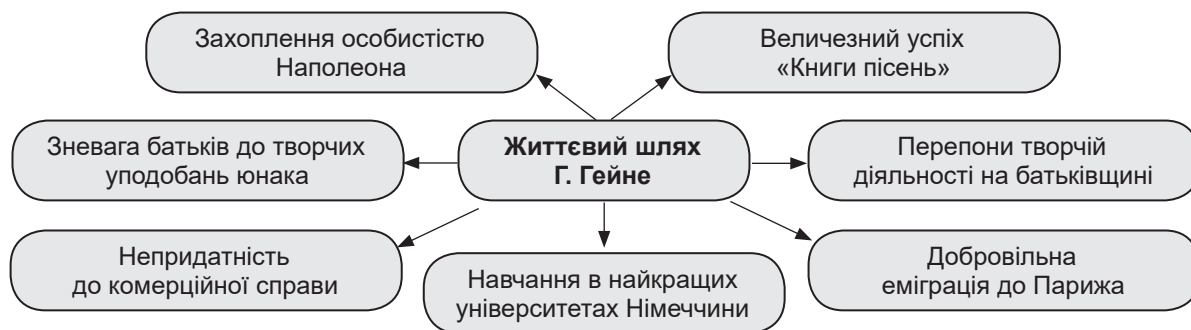 Захоплення особистістю
Наполеона
Величезний успіх
«Книги пісень»
Зневага батьків до творчих
уподобань юнака
Життєвий шлях
Г. Гейне
Перепони творчій
діяльності на батьківщині
Непридатність
до комерційної справи
Навчання в найкращих
університетах Німеччини
Добровільна
еміграція до Парижа